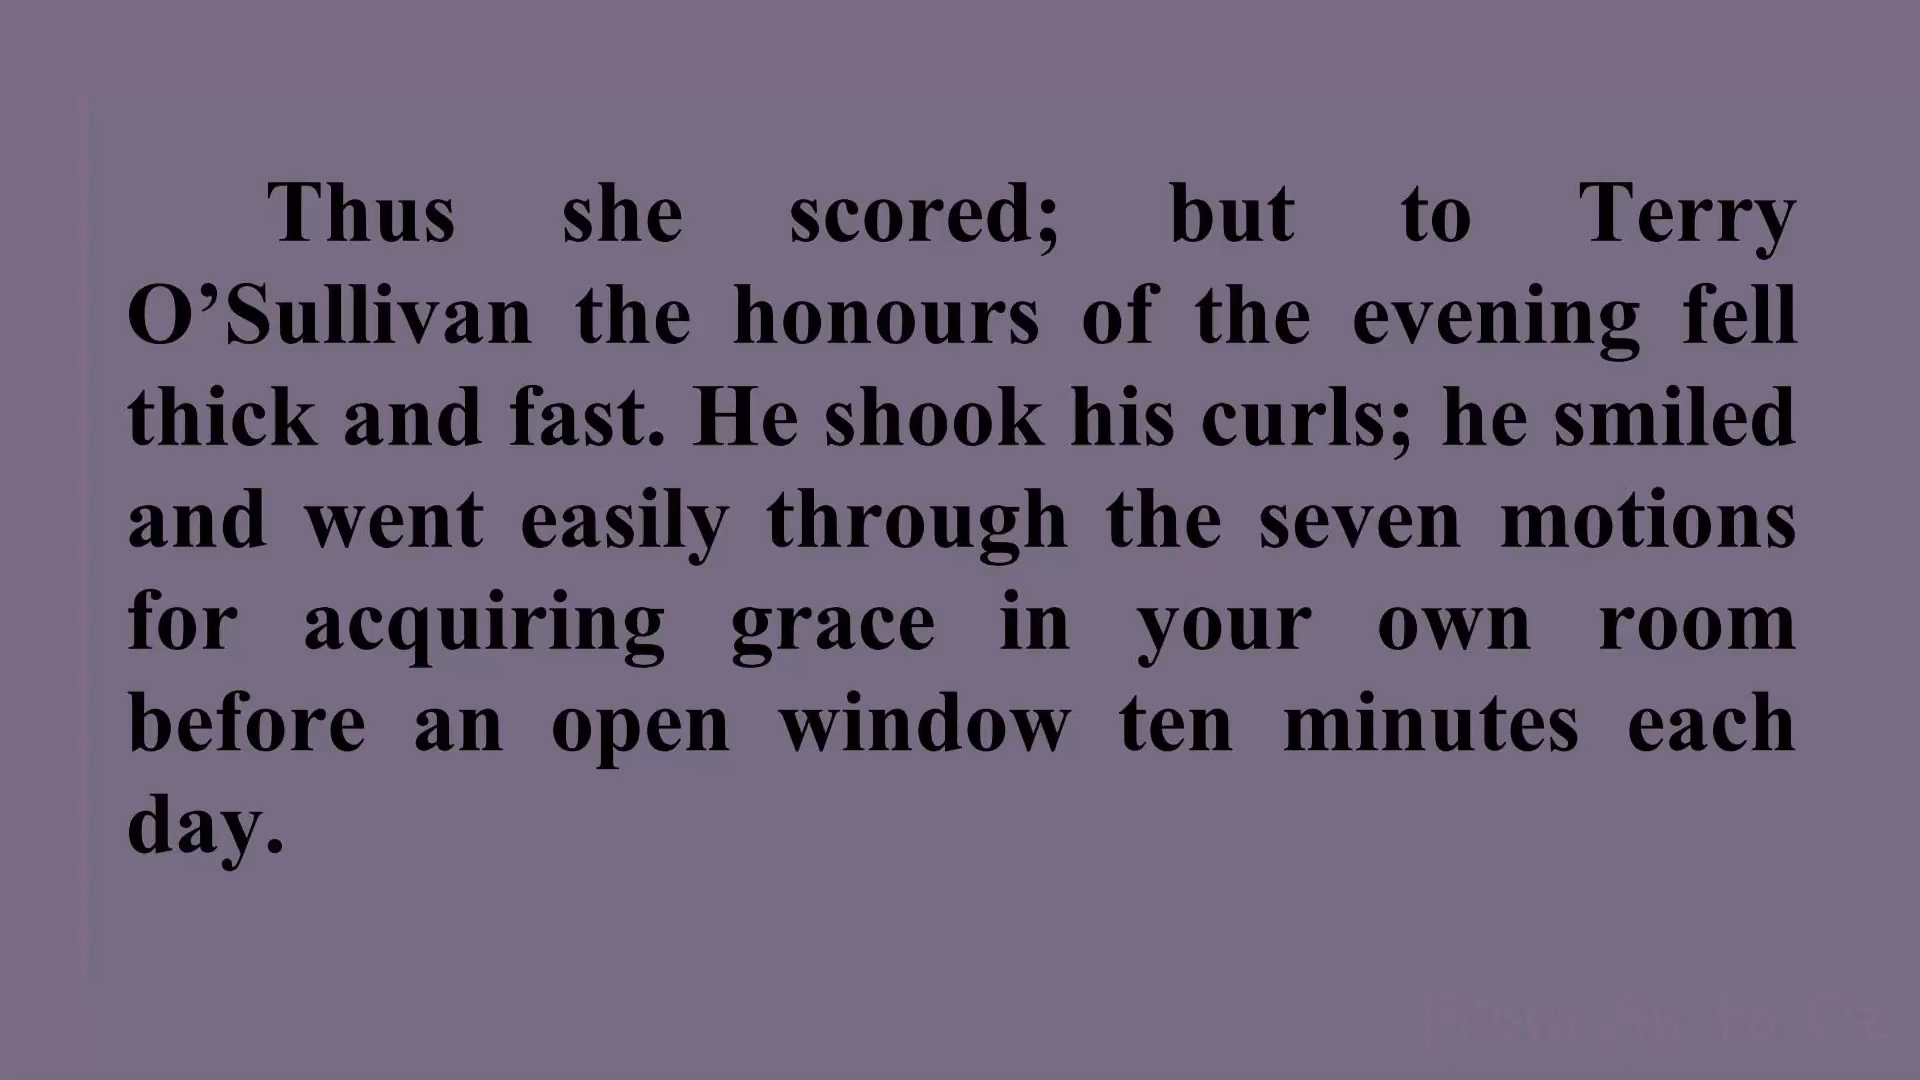 Thus she scored; but to Terry
O’Sullivan the honours of the evening fell
thick and fast. He shook his curls; he smiled
and went easily through the seven motions
for acquiring grace in your own room
before an open window ten minutes each
day.